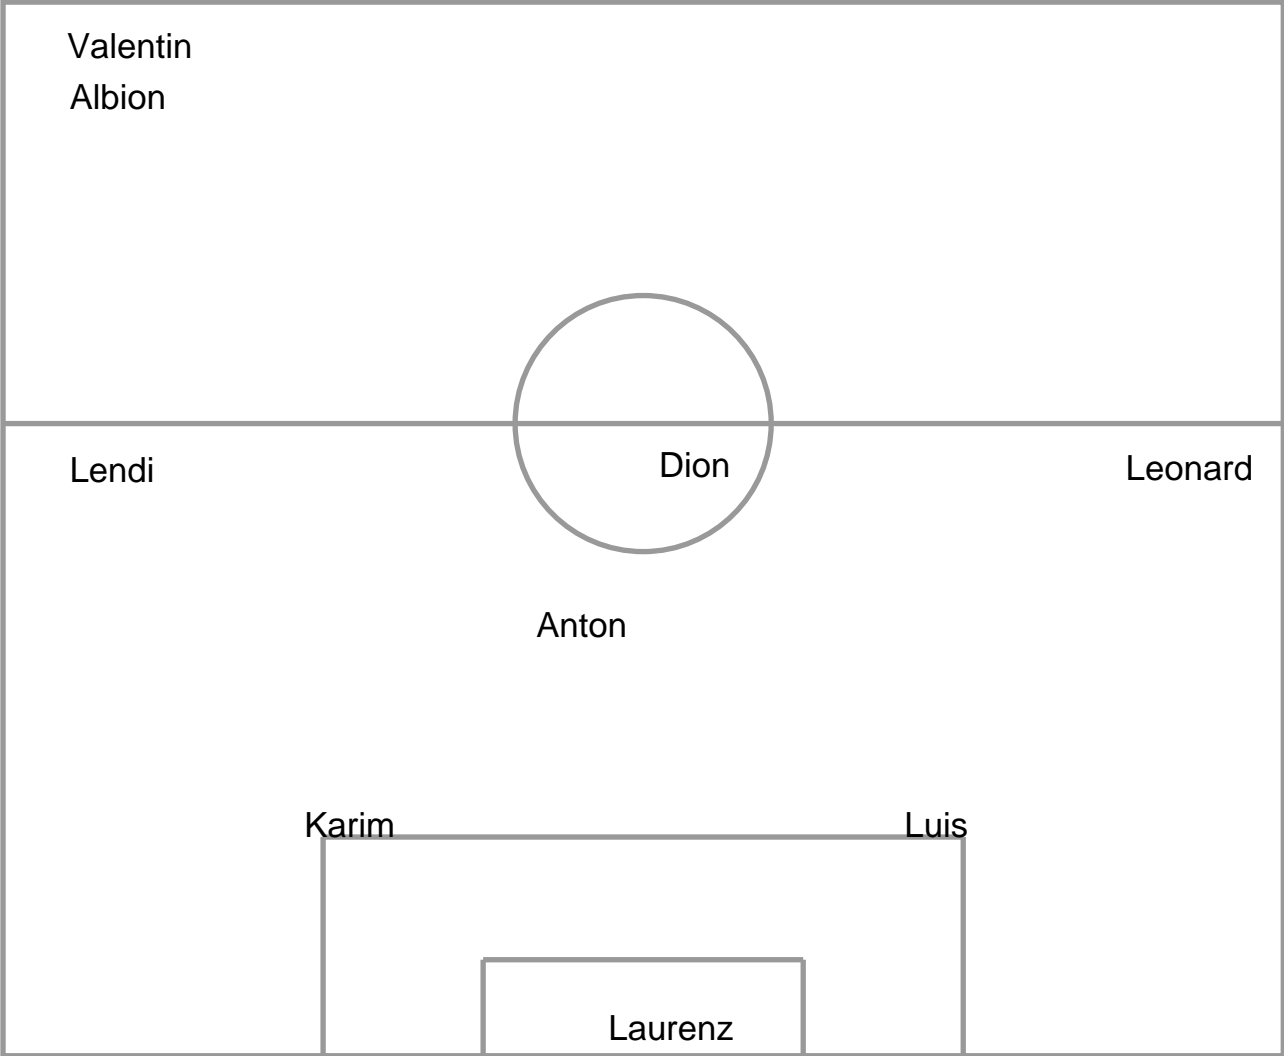 Valentin
Albion
Lendi
Dion
Leonard
Anton
Karim
Luis
Laurenz